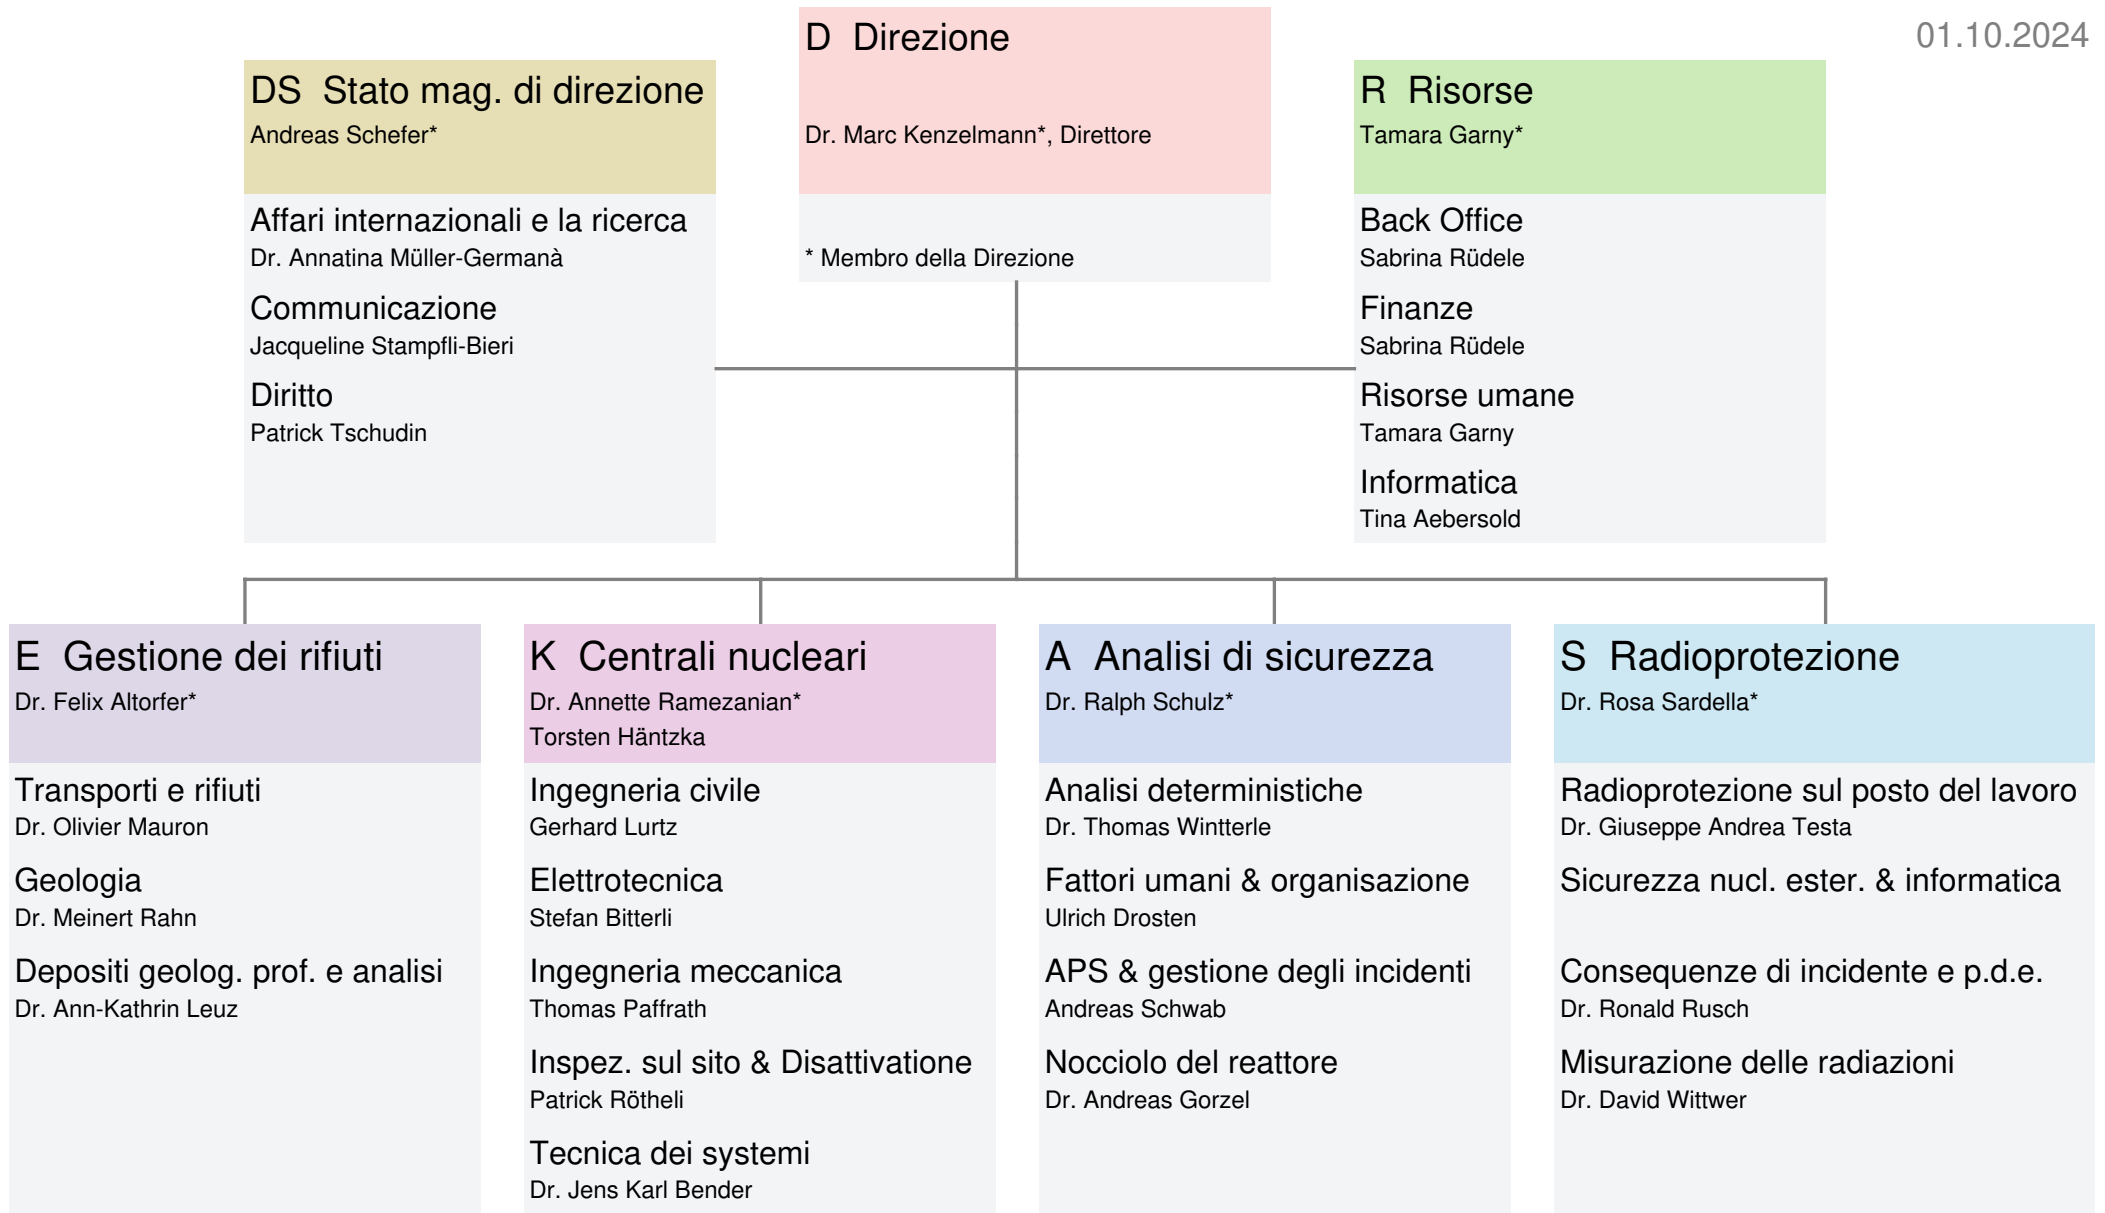 01.10.2024
D Direzione
Dr. Marc Kenzelmann*, Direttore
* Membro della Direzione
DS Stato mag. di direzione
Andreas Schefer*
Affari internazionali e la ricerca
Dr. Annatina Müller-Germanà
Communicazione
Jacqueline Stampfli-Bieri
Diritto
Patrick Tschudin
R Risorse
Tamara Garny*
Back Office
Sabrina Rüdele
Finanze
Sabrina Rüdele
Risorse umane
Tamara Garny
Informatica
Tina Aebersold
E Gestione dei rifiuti
Dr. Felix Altorfer*
Transporti e rifiuti
Dr. Olivier Mauron
Geologia
Dr. Meinert Rahn
Depositi geolog. prof. e analisi
Dr. Ann-Kathrin Leuz
K Centrali nucleari
Dr. Annette Ramezanian*
Torsten Häntzka
Ingegneria civile
Gerhard Lurtz
Elettrotecnica
Stefan Bitterli
Ingegneria meccanica
Thomas Paffrath
Inspez. sul sito & Disattivatione
Patrick Rötheli
Tecnica dei systemi
Dr. Jens Karl Bender
A Analisi di sicurezza
Dr. Ralph Schulz*
Analisi deterministiche
Dr. Thomas Wintterle
Fattori umani & organisazione
Ulrich Drosten
APS & gestione degli incidenti
Andreas Schwab
Nocciolo del reattore
Dr. Andreas Gorzel
S Radioprotezione
Dr. Rosa Sardella*
Radioprotezione sul posto del lavoro
Dr. Giuseppe Andrea Testa
Sicurezza nucl. ester. & informatica
Consequenze di incidente e p.d.e.
Dr. Ronald Rusch
Misurazione delle radiazioni
Dr. David Wittwer